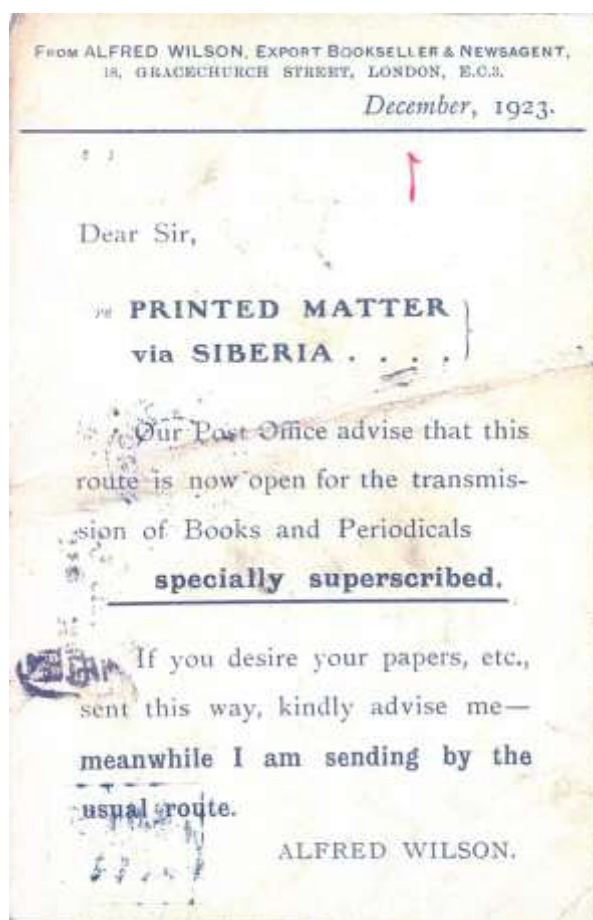 FROM ALFRED WILSON, EXPORT BOOKSELLER & NEWSAGENT,
18, GRACECHURCH STREET, LONDON, E.C.3.
December, 1923.
Dear Sir,
re PRINTED MATTER
via SIBERIA . . . .
Our Post Office advise that this
route is now open for the transmis-
sion of Books and Periodicals
specially superscribed.
If you desire your papers, etc.,
sent this way, kindly advise me—
meanwhile I am sending by the
usual route.
ALFRED WILSON.